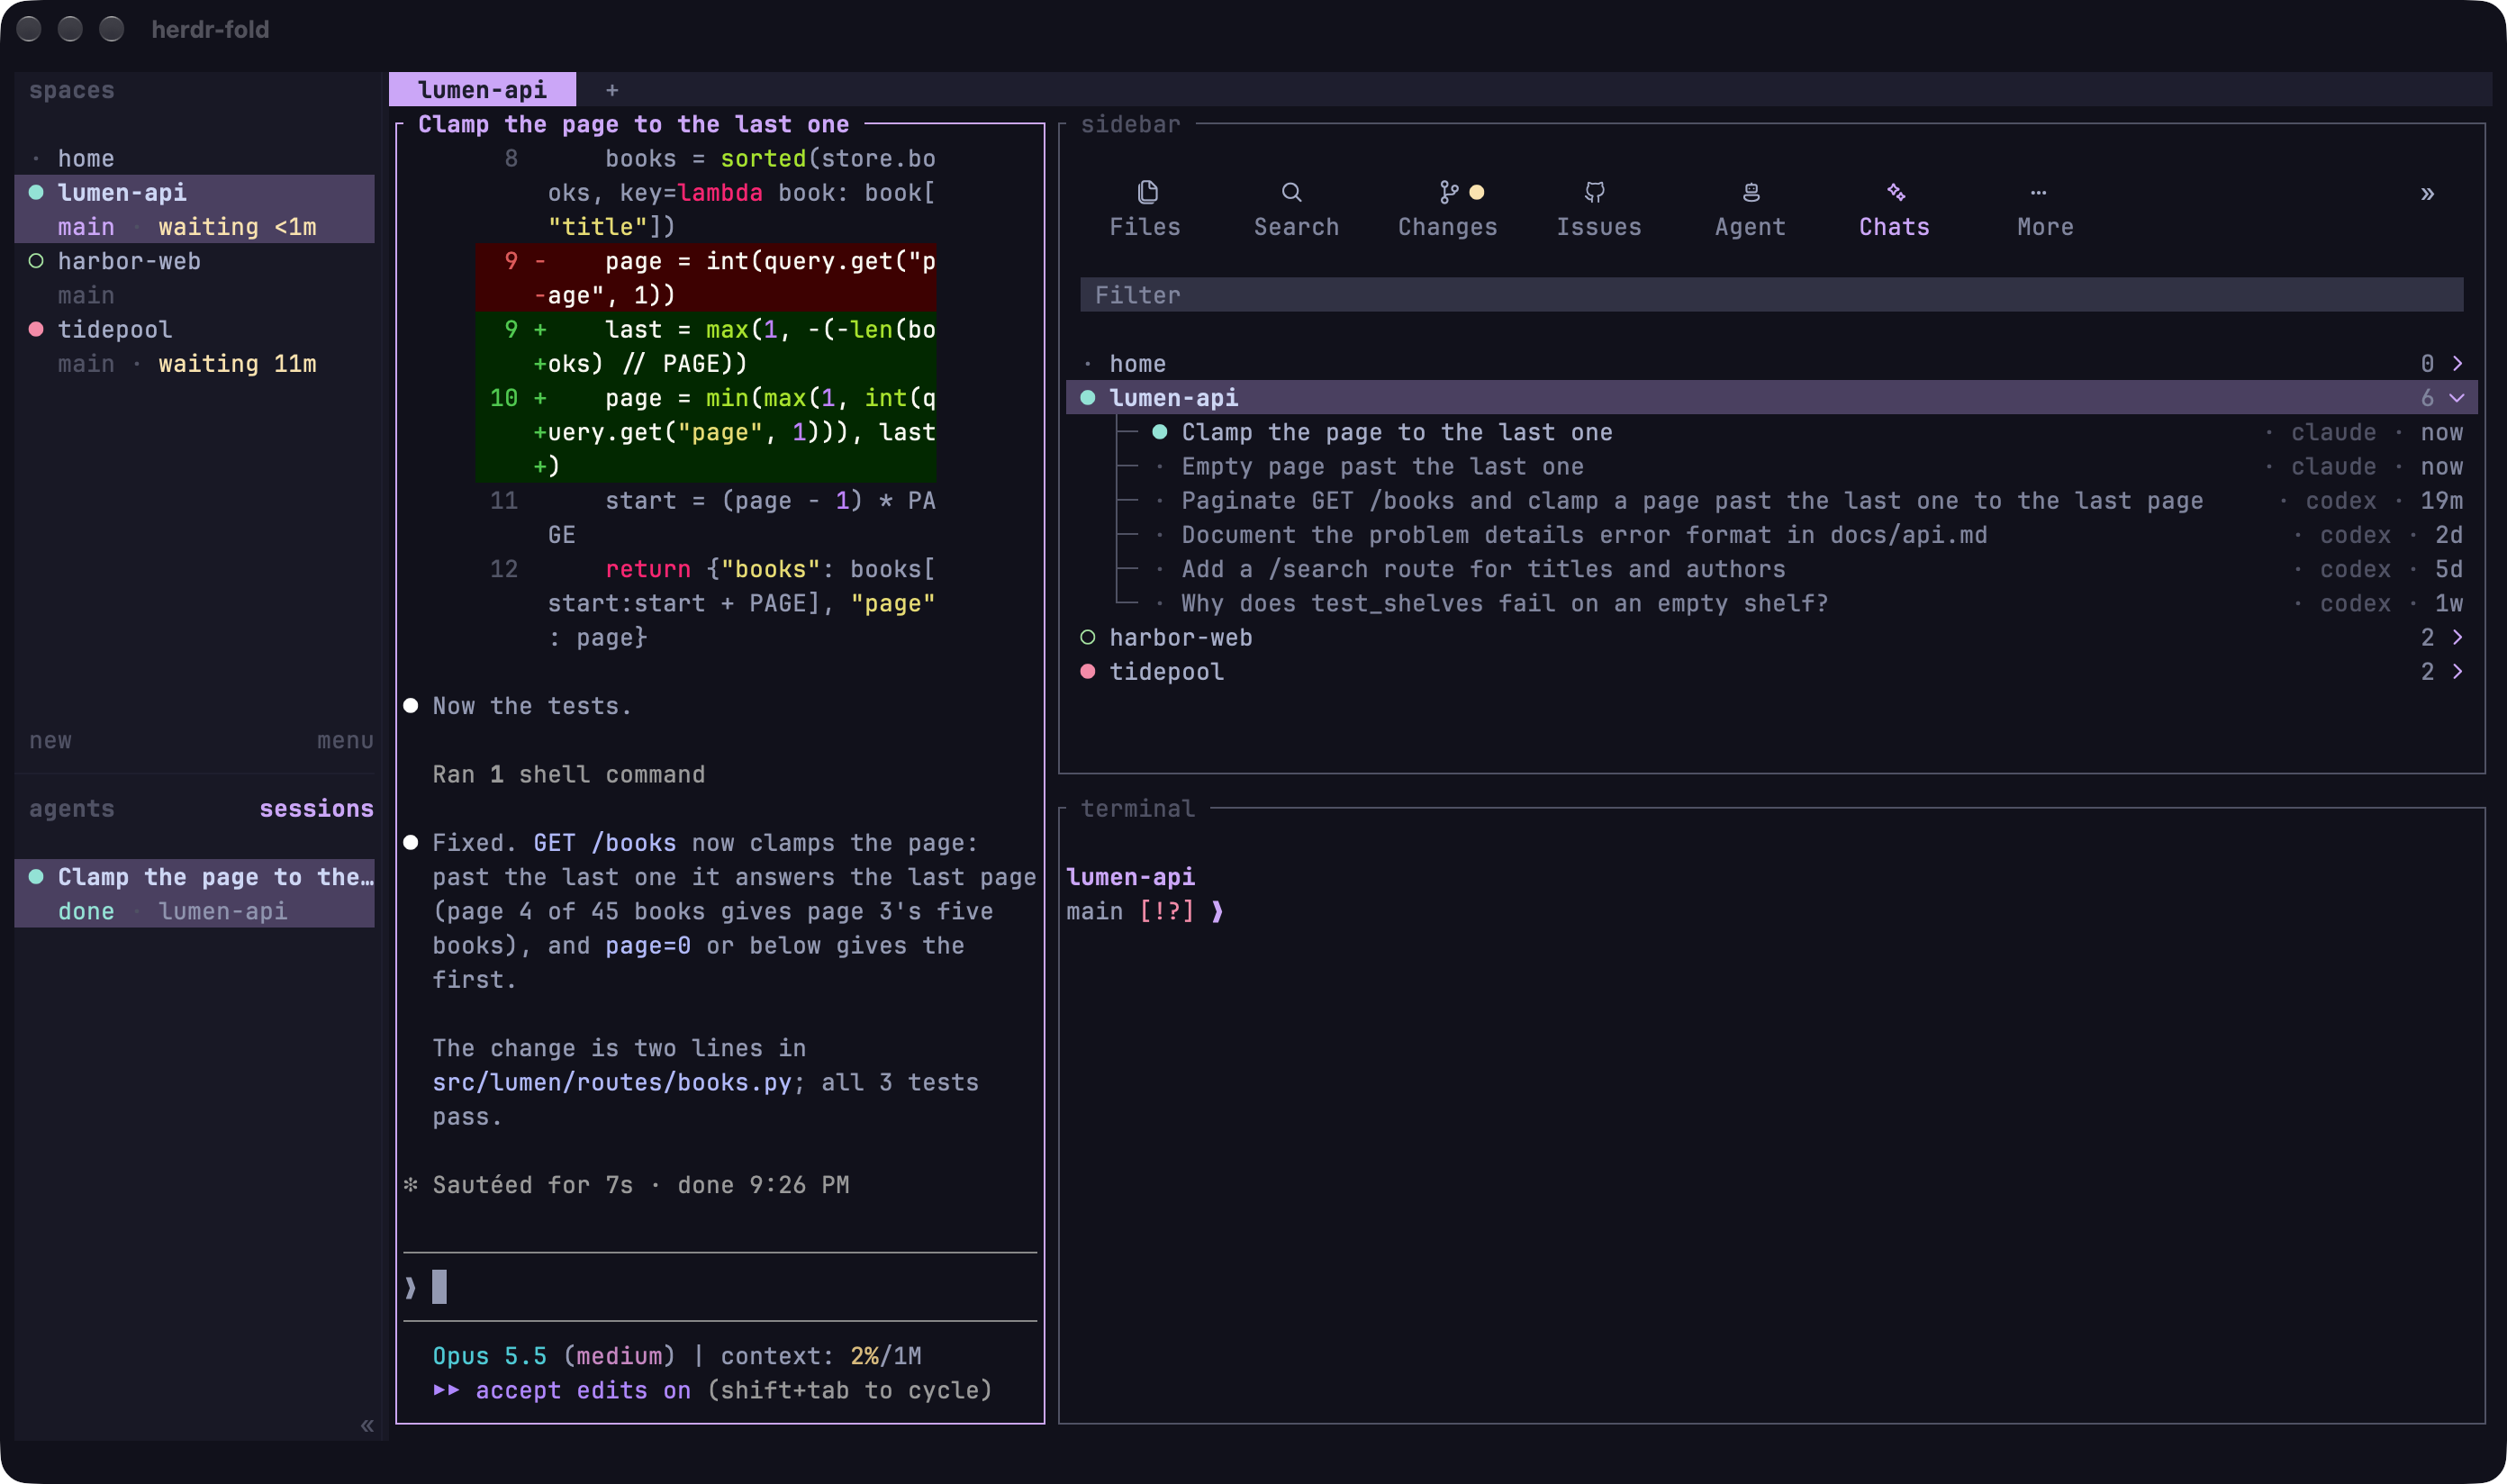 herdr-fold
spaces
· home
lumen-api
main · waiting <1m
harbor-web
main
tidepool
main · waiting 11m
new menu
agents sessions
Clamp the page to the…
done · lumen-api
«
lumen-api +
Clamp the page to the last one
8 books = sorted(store.bo
oks, key=lambda book: book[
"title"])
9 - page = int(query.get("p
-age", 1))
9 + last = max(1, -(-len(bo
+oks) // PAGE))
10 + page = min(max(1, int(q
+uery.get("page", 1))), last
+)
11 start = (page - 1) * PA
GE
12 return {"books": books[
start:start + PAGE], "page"
: page}
● Now the tests.
Ran 1 shell command
● Fixed. GET /books now clamps the page:
past the last one it answers the last page
(page 4 of 45 books gives page 3's five
books), and page=0 or below gives the
first.
The change is two lines in
src/lumen/routes/books.py; all 3 tests
pass.
✻ Sautéed for 7s · done 9:26 PM
❯
Opus 5.5 (medium) | context: 2%/1M
▸▸ accept edits on (shift+tab to cycle)
sidebar
Files Search Changes Issues Agent Chats More »
Filter
· home 0 >
lumen-api 6
Clamp the page to the last one · claude · now
· Empty page past the last one · claude · now
· Paginate GET /books and clamp a page past the last one to the last page · codex · 19m
· Document the problem details error format in docs/api.md · codex · 2d
· Add a /search route for titles and authors · codex · 5d
· Why does test_shelves fail on an empty shelf? · codex · 1w
harbor-web 2 >
tidepool 2 >
terminal
lumen-api
main [!?] ❯